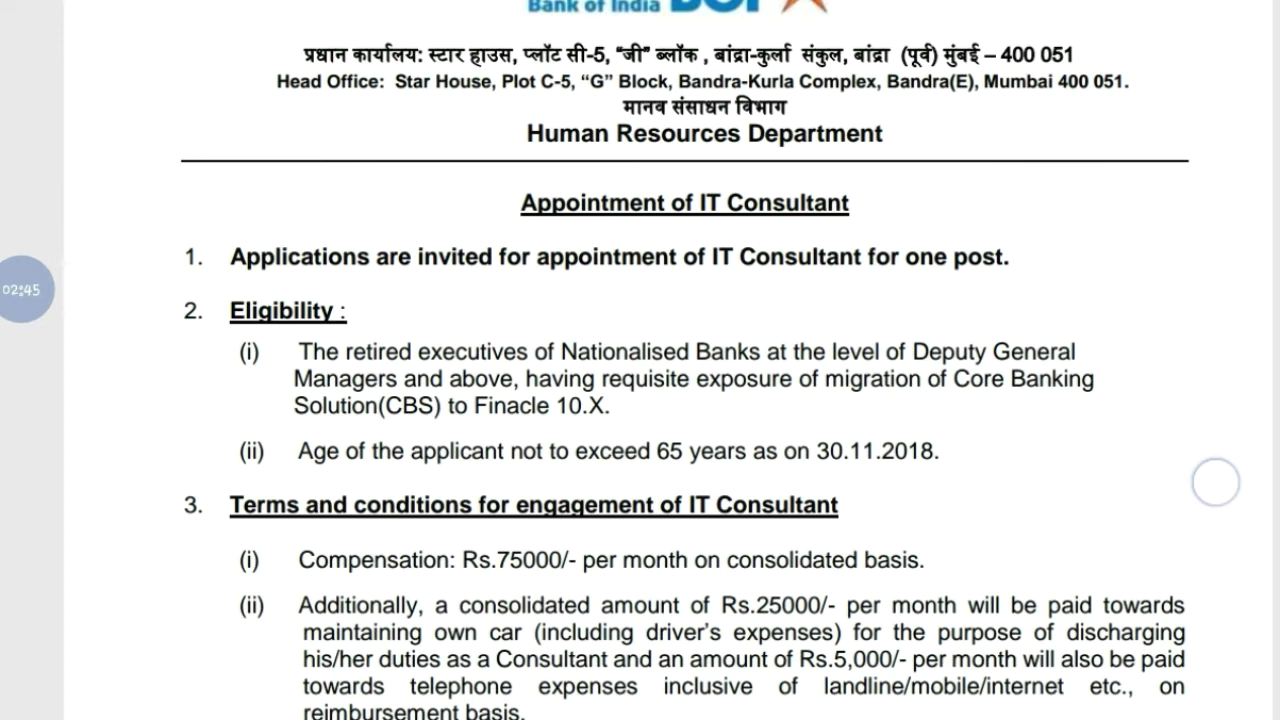 Bank of India BOI
प्रधान कार्यालय: स्टार हाउस, प्लॉट सी-5, “जी” ब्लॉक , बांद्रा-कुर्ला संकुल, बांद्रा (पूर्व) मुंबई – 400 051
Head Office: Star House, Plot C-5, “G” Block, Bandra-Kurla Complex, Bandra(E), Mumbai 400 051.
मानव संसाधन विभाग
Human Resources Department
Appointment of IT Consultant
1. Applications are invited for appointment of IT Consultant for one post.
02:45
2. Eligibility :
(i) The retired executives of Nationalised Banks at the level of Deputy General
Managers and above, having requisite exposure of migration of Core Banking
Solution(CBS) to Finacle 10.X.
(ii) Age of the applicant not to exceed 65 years as on 30.11.2018.
3. Terms and conditions for engagement of IT Consultant
(i) Compensation: Rs.75000/- per month on consolidated basis.
(ii) Additionally, a consolidated amount of Rs.25000/- per month will be paid towards
maintaining own car (including driver’s expenses) for the purpose of discharging
his/her duties as a Consultant and an amount of Rs.5,000/- per month will also be paid
towards telephone expenses inclusive of landline/mobile/internet etc., on
reimbursement basis.